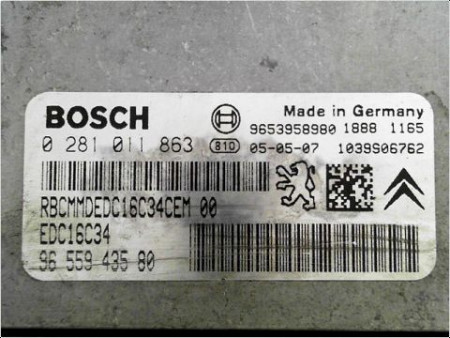 BOSCH
Made in Germany
9653958980 1888 1165
0 281 011 863 810 05-05-07 1039S06762
RBCMMDEDC16C34CEM 00
EDC16C34
96 559 435 80